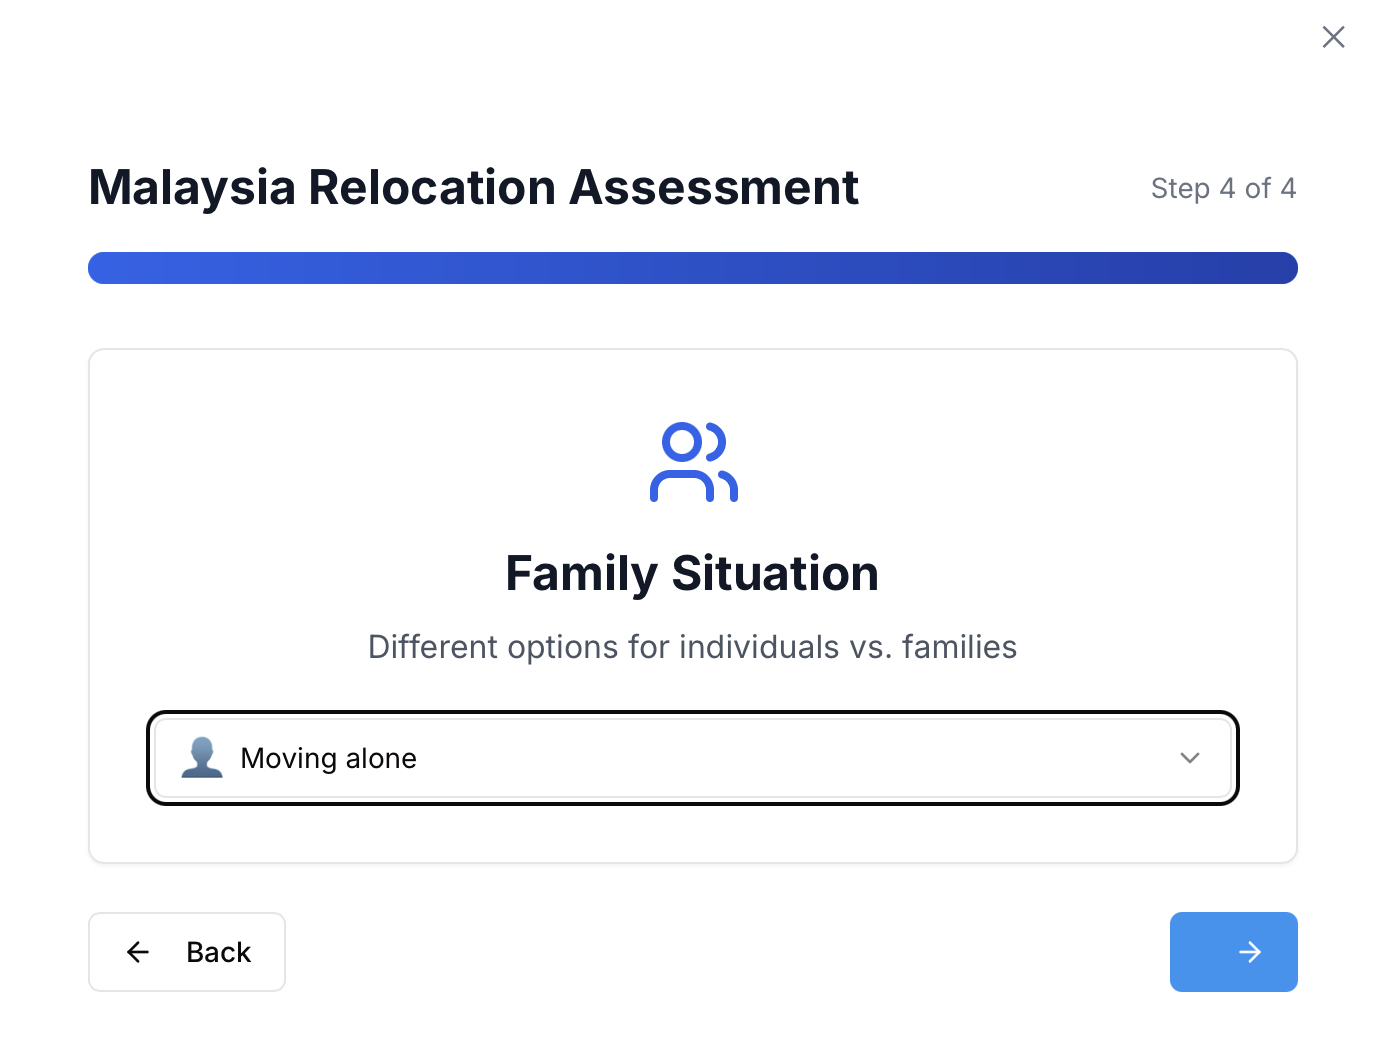 Malaysia Relocation Assessment
Step 4 of 4
Family Situation
Different options for individuals vs. families
Moving alone
Back